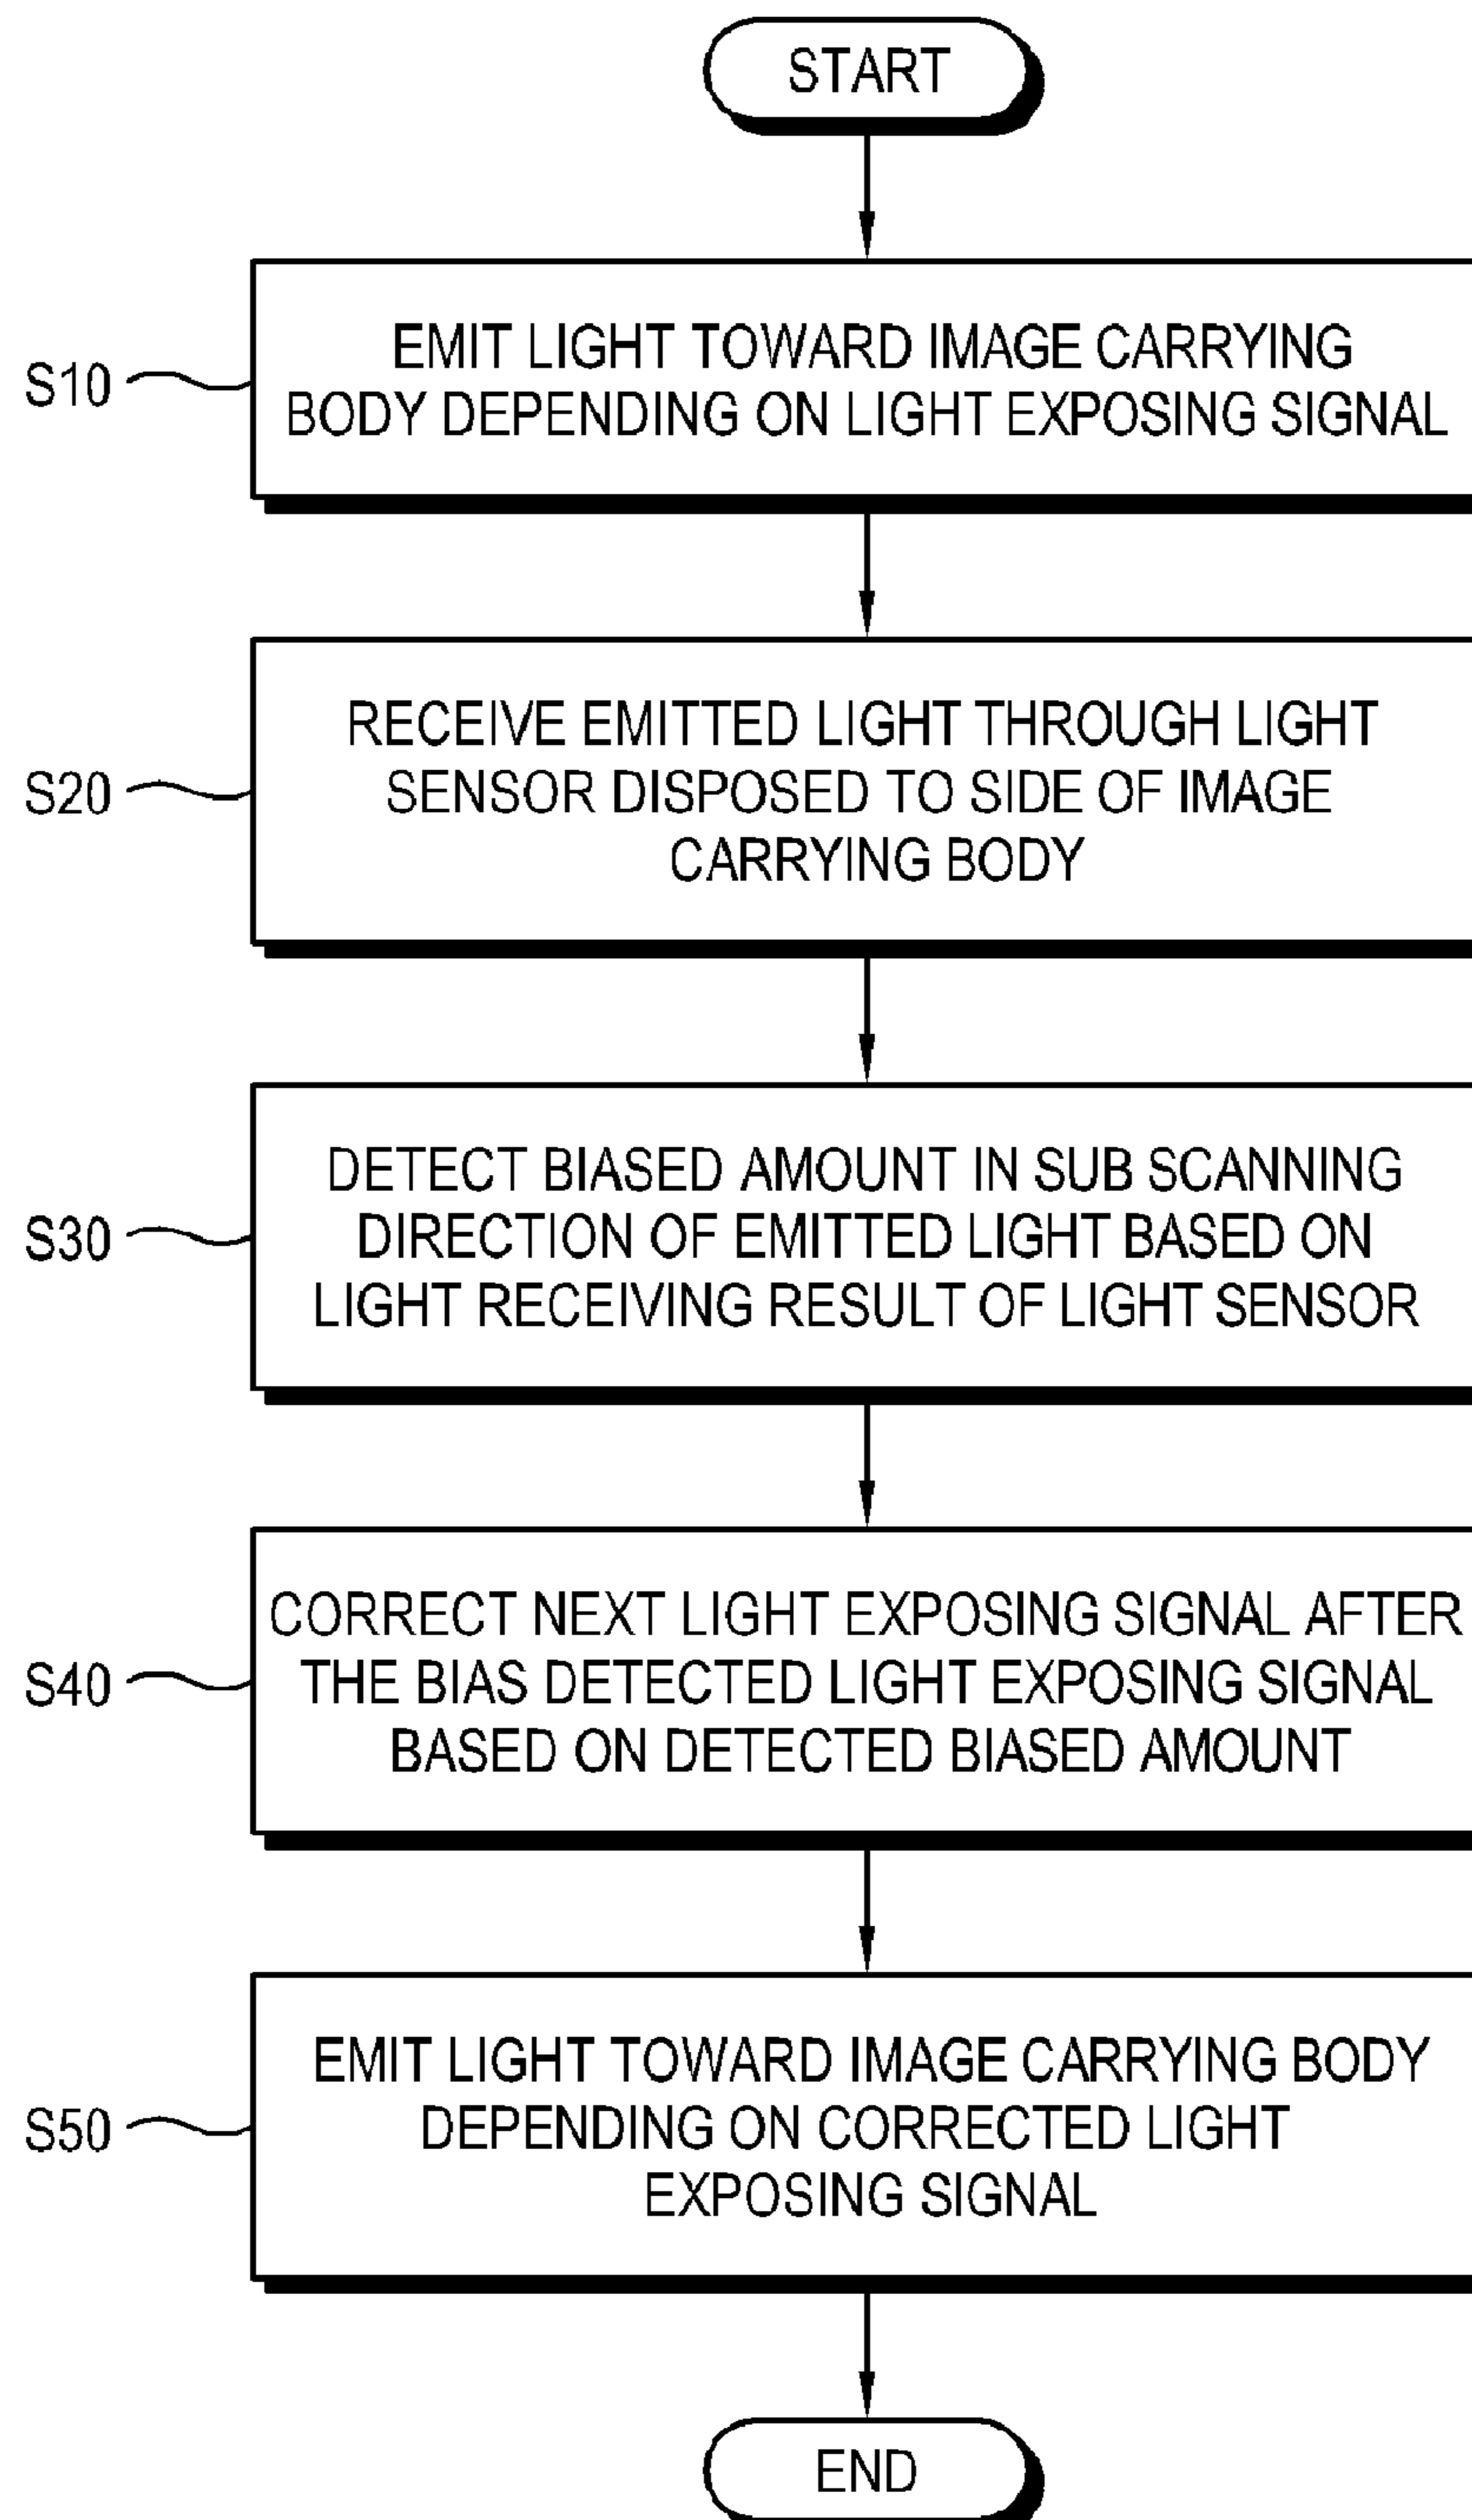 START
S10
EMIT LIGHT TOWARD IMAGE CARRYING
BODY DEPENDING ON LIGHT EXPOSING SIGNAL
S20
RECEIVE EMITTED LIGHT THROUGH LIGHT
SENSOR DISPOSED TO SIDE OF IMAGE
CARRYING BODY
S30
DETECT BIASED AMOUNT IN SUB SCANNING
DIRECTION OF EMITTED LIGHT BASED ON
LIGHT RECEIVING RESULT OF LIGHT SENSOR
S40
CORRECT NEXT LIGHT EXPOSING SIGNAL AFTER
THE BIAS DETECTED LIGHT EXPOSING SIGNAL
BASED ON DETECTED BIASED AMOUNT
S50
EMIT LIGHT TOWARD IMAGE CARRYING BODY
DEPENDING ON CORRECTED LIGHT
EXPOSING SIGNAL
END